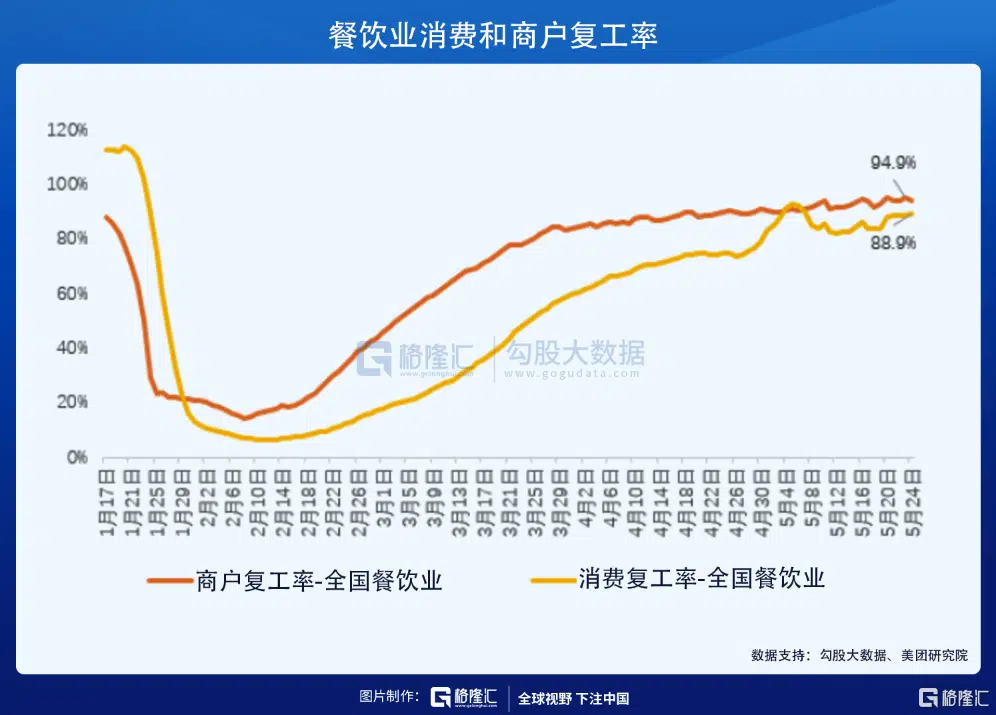 餐饮业消费和商户复工率
120%
100%
80%
60%
40%
20%
0%
94.9%
88.9%
格隆汇
www.gelonghui.com
勾股大数据
www.gogudata.com
1月17日
1月21日
1月25日
1月29日
2月2日
2月6日
2月10日
2月14日
2月18日
2月22日
2月26日
3月1日
3月5日
3月9日
3月13日
3月17日
3月21日
3月25日
3月29日
4月2日
4月6日
4月10日
4月14日
4月18日
4月22日
4月26日
4月30日
5月4日
5月8日
5月12日
5月16日
5月20日
5月24日
商户复工率-全国餐饮业
消费复工率-全国餐饮业
数据支持：勾股大数据、美团研究院
图片制作：
格隆汇
www.gelonghui.com
全球视野 下注中国
格隆汇